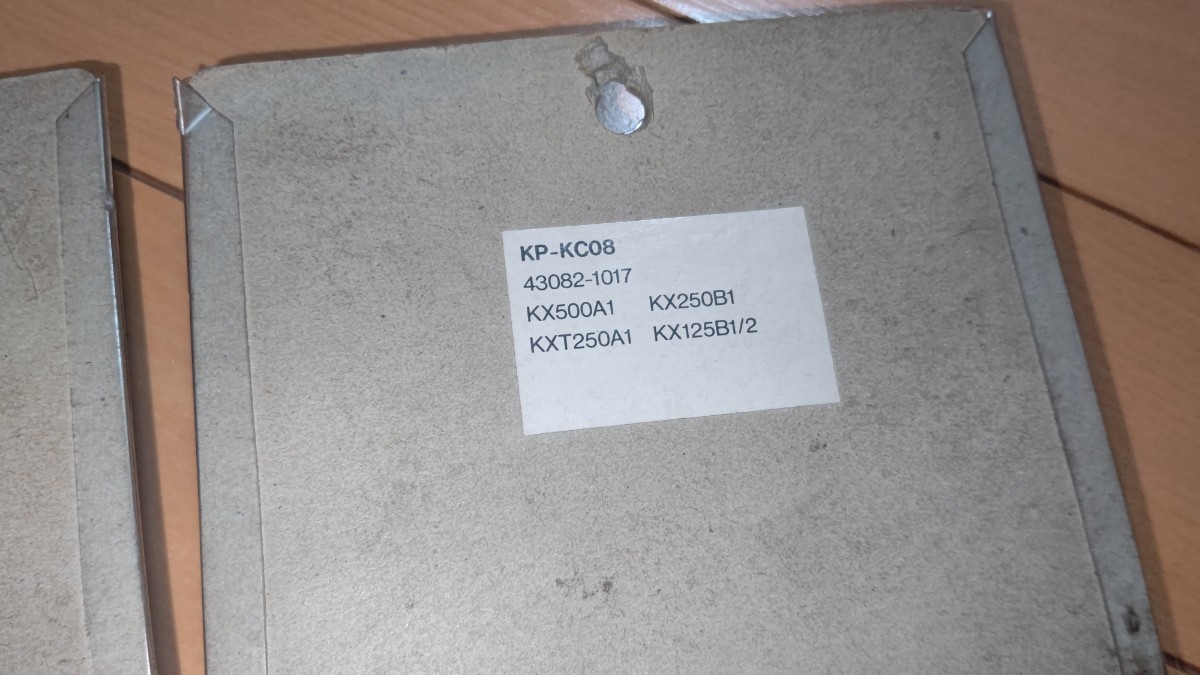 KP-KC08
43082-1017
KX500A1 KX250B1
KXT250A1 KX125B1/2